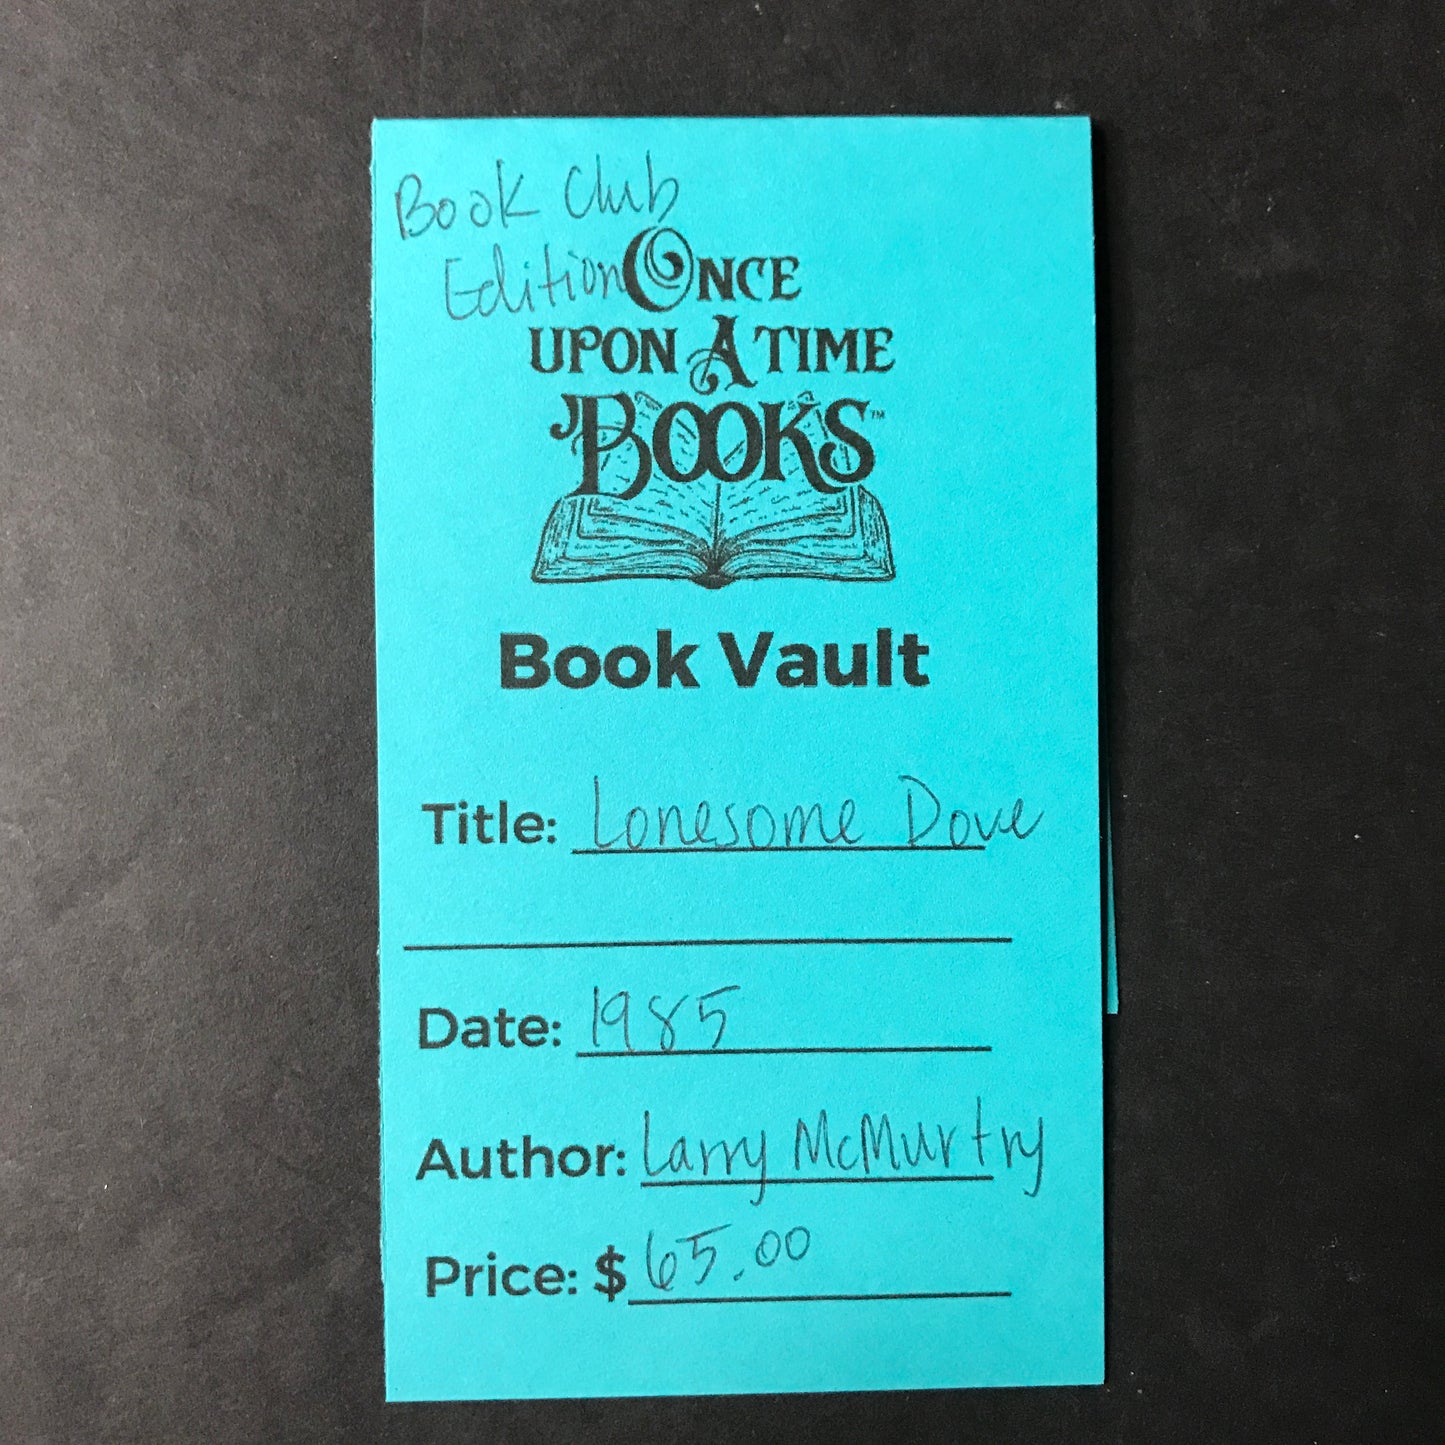 Book Club
Edition
ONCE
UPON A TIME
BOOKS™
Book Vault
Title: Lonesome Dove
Date: 1985
Author: Larry McMurtry
Price: $65.00